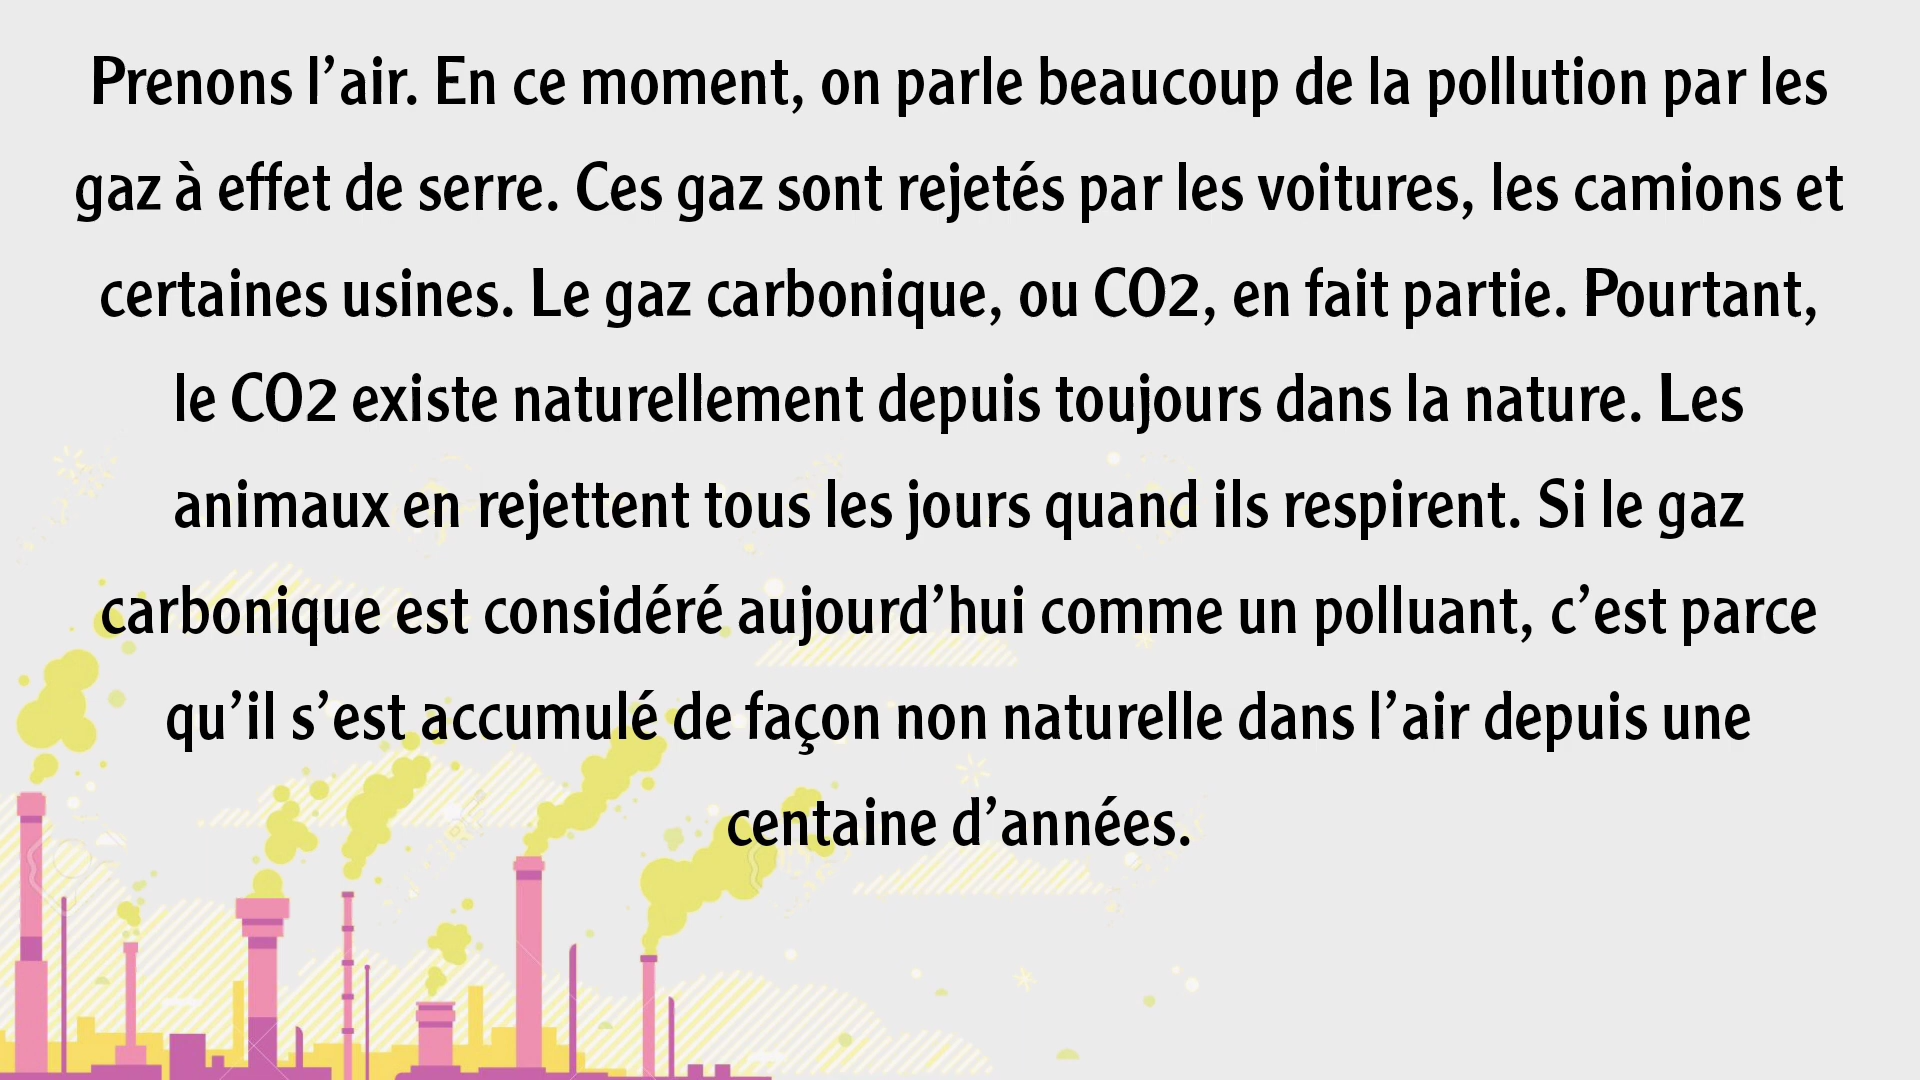 Prenons l’air. En ce moment, on parle beaucoup de la pollution par les
gaz à effet de serre. Ces gaz sont rejetés par les voitures, les camions et
certaines usines. Le gaz carbonique, ou CO2, en fait partie. Pourtant,
le CO2 existe naturellement depuis toujours dans la nature. Les
animaux en rejettent tous les jours quand ils respirent. Si le gaz
carbonique est considéré aujourd’hui comme un polluant, c’est parce
qu’il s’est accumulé de façon non naturelle dans l’air depuis une
centaine d’années.